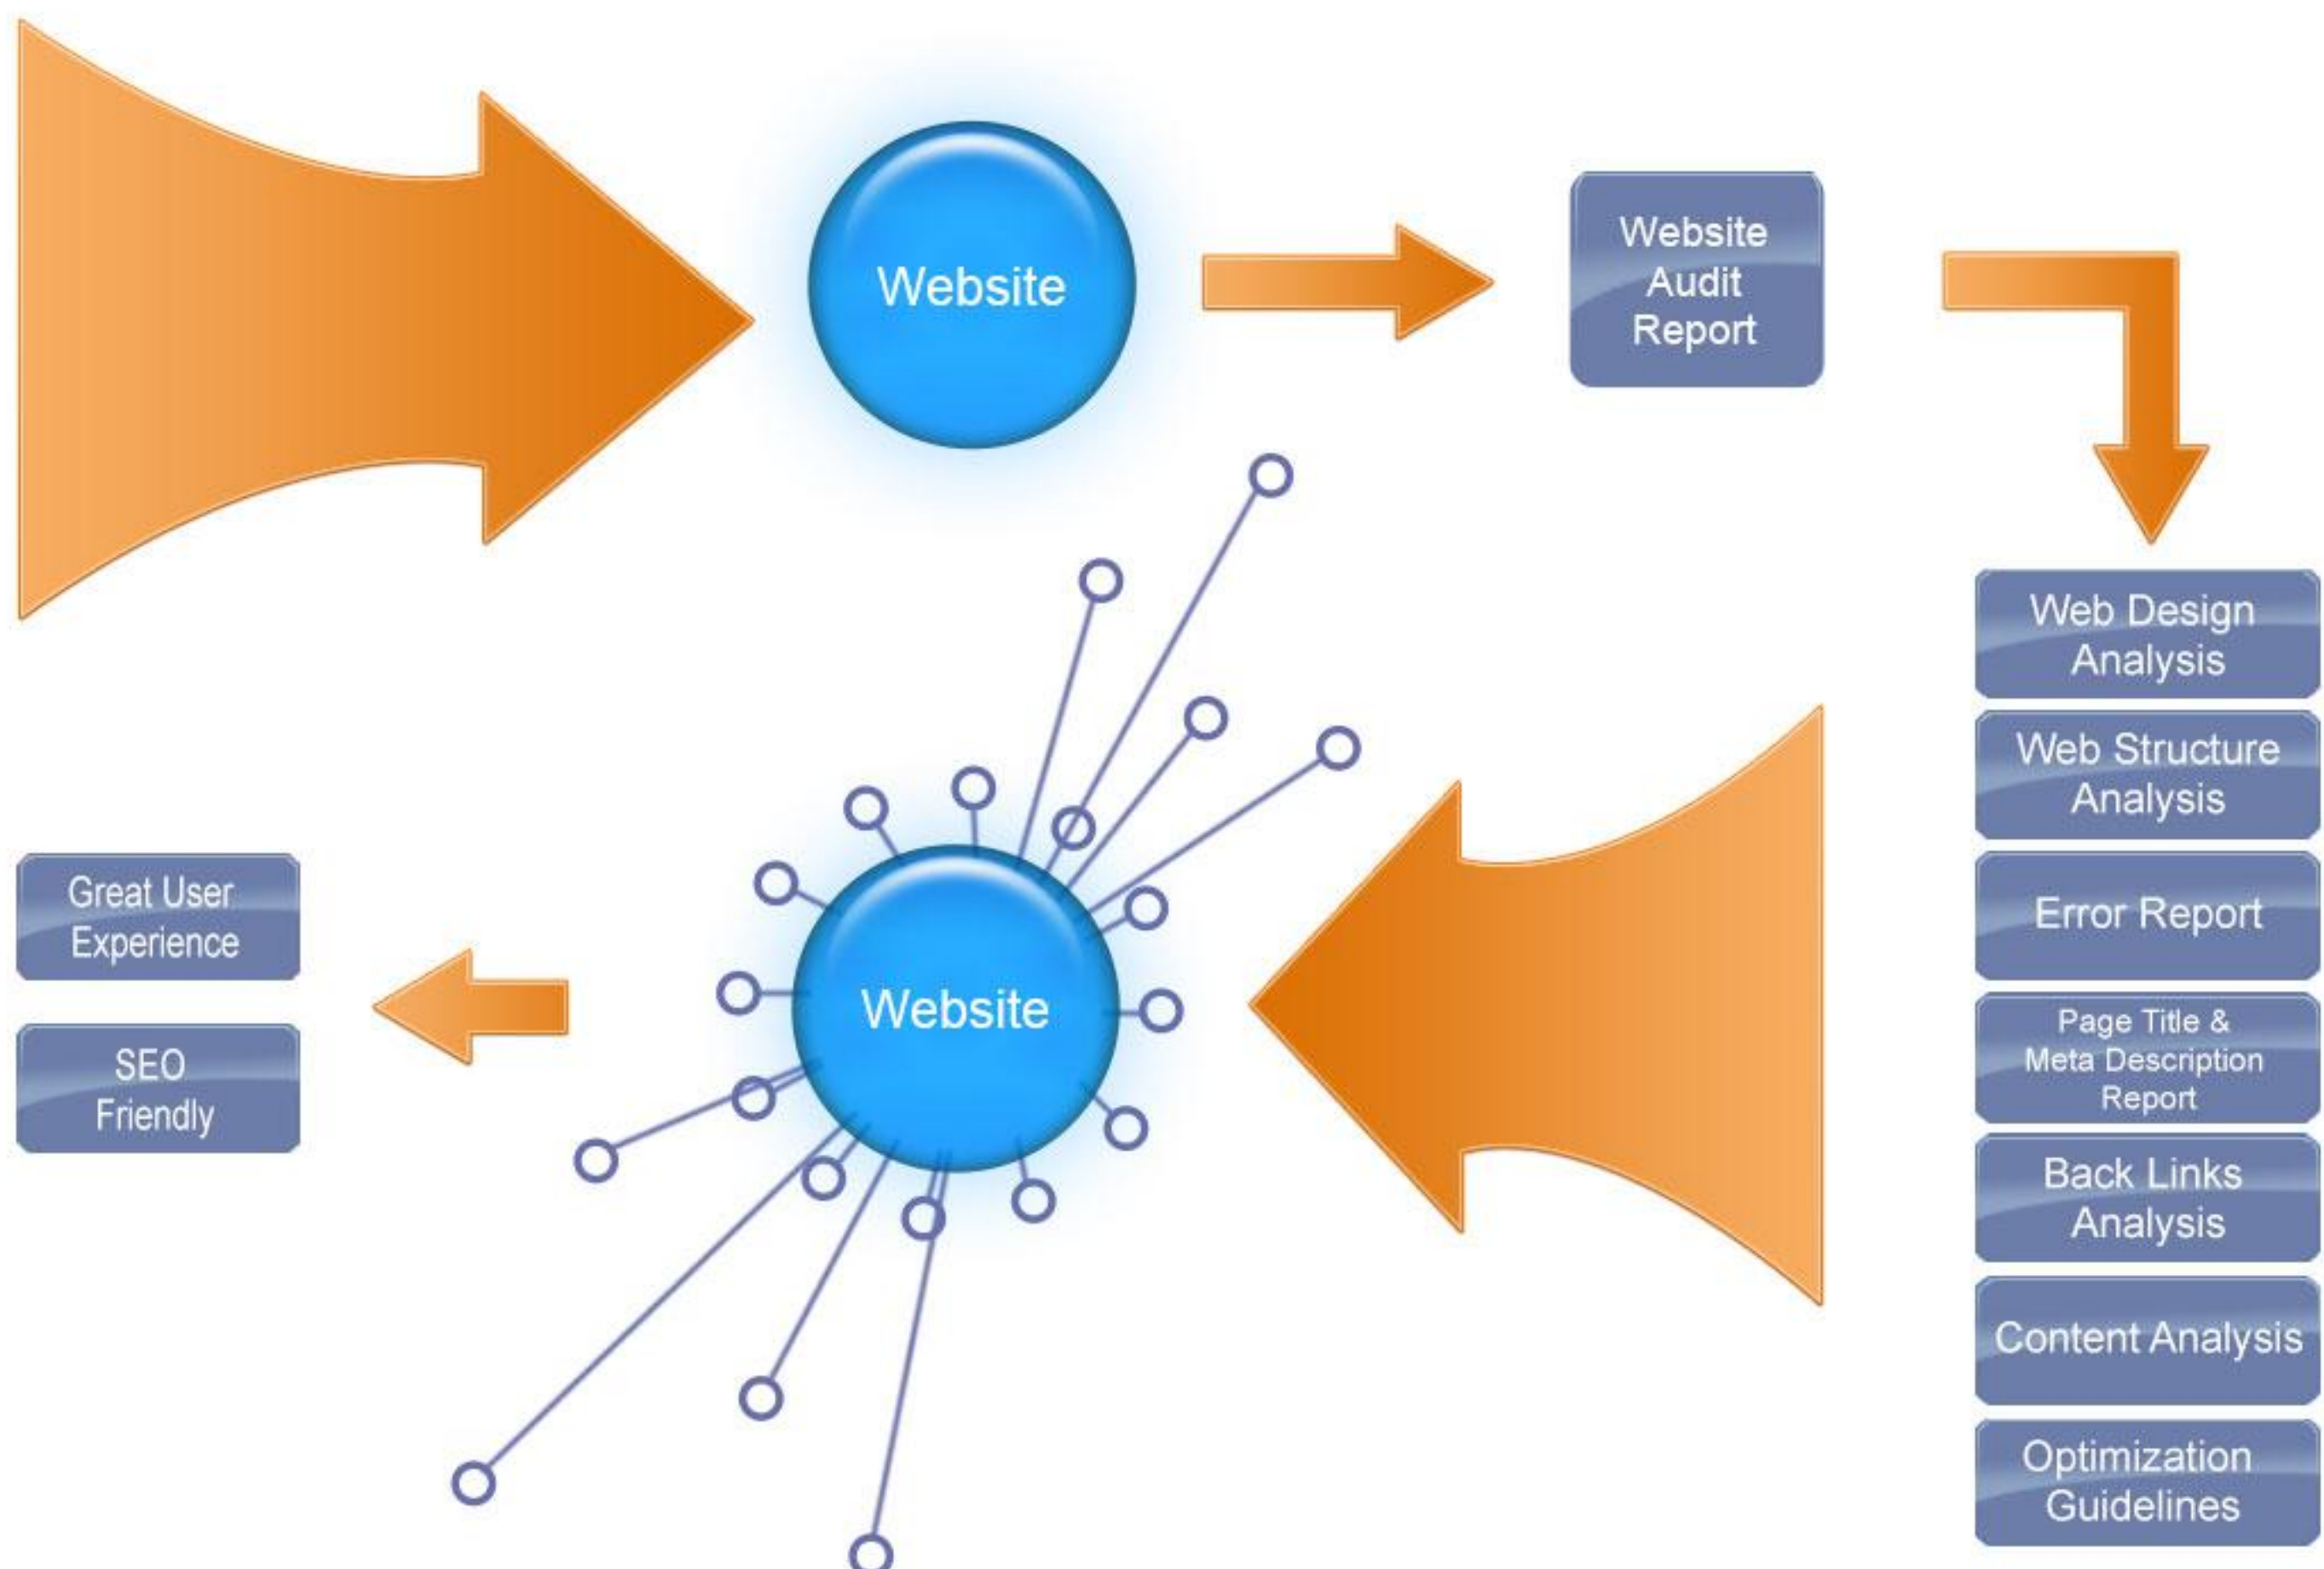 Website
Website
Audit
Report
Web Design
Analysis
Web Structure
Analysis
Error Report
Page Title &
Meta Description
Report
Back Links
Analysis
Content Analysis
Optimization
Guidelines
Website
Great User
Experience
SEO
Friendly